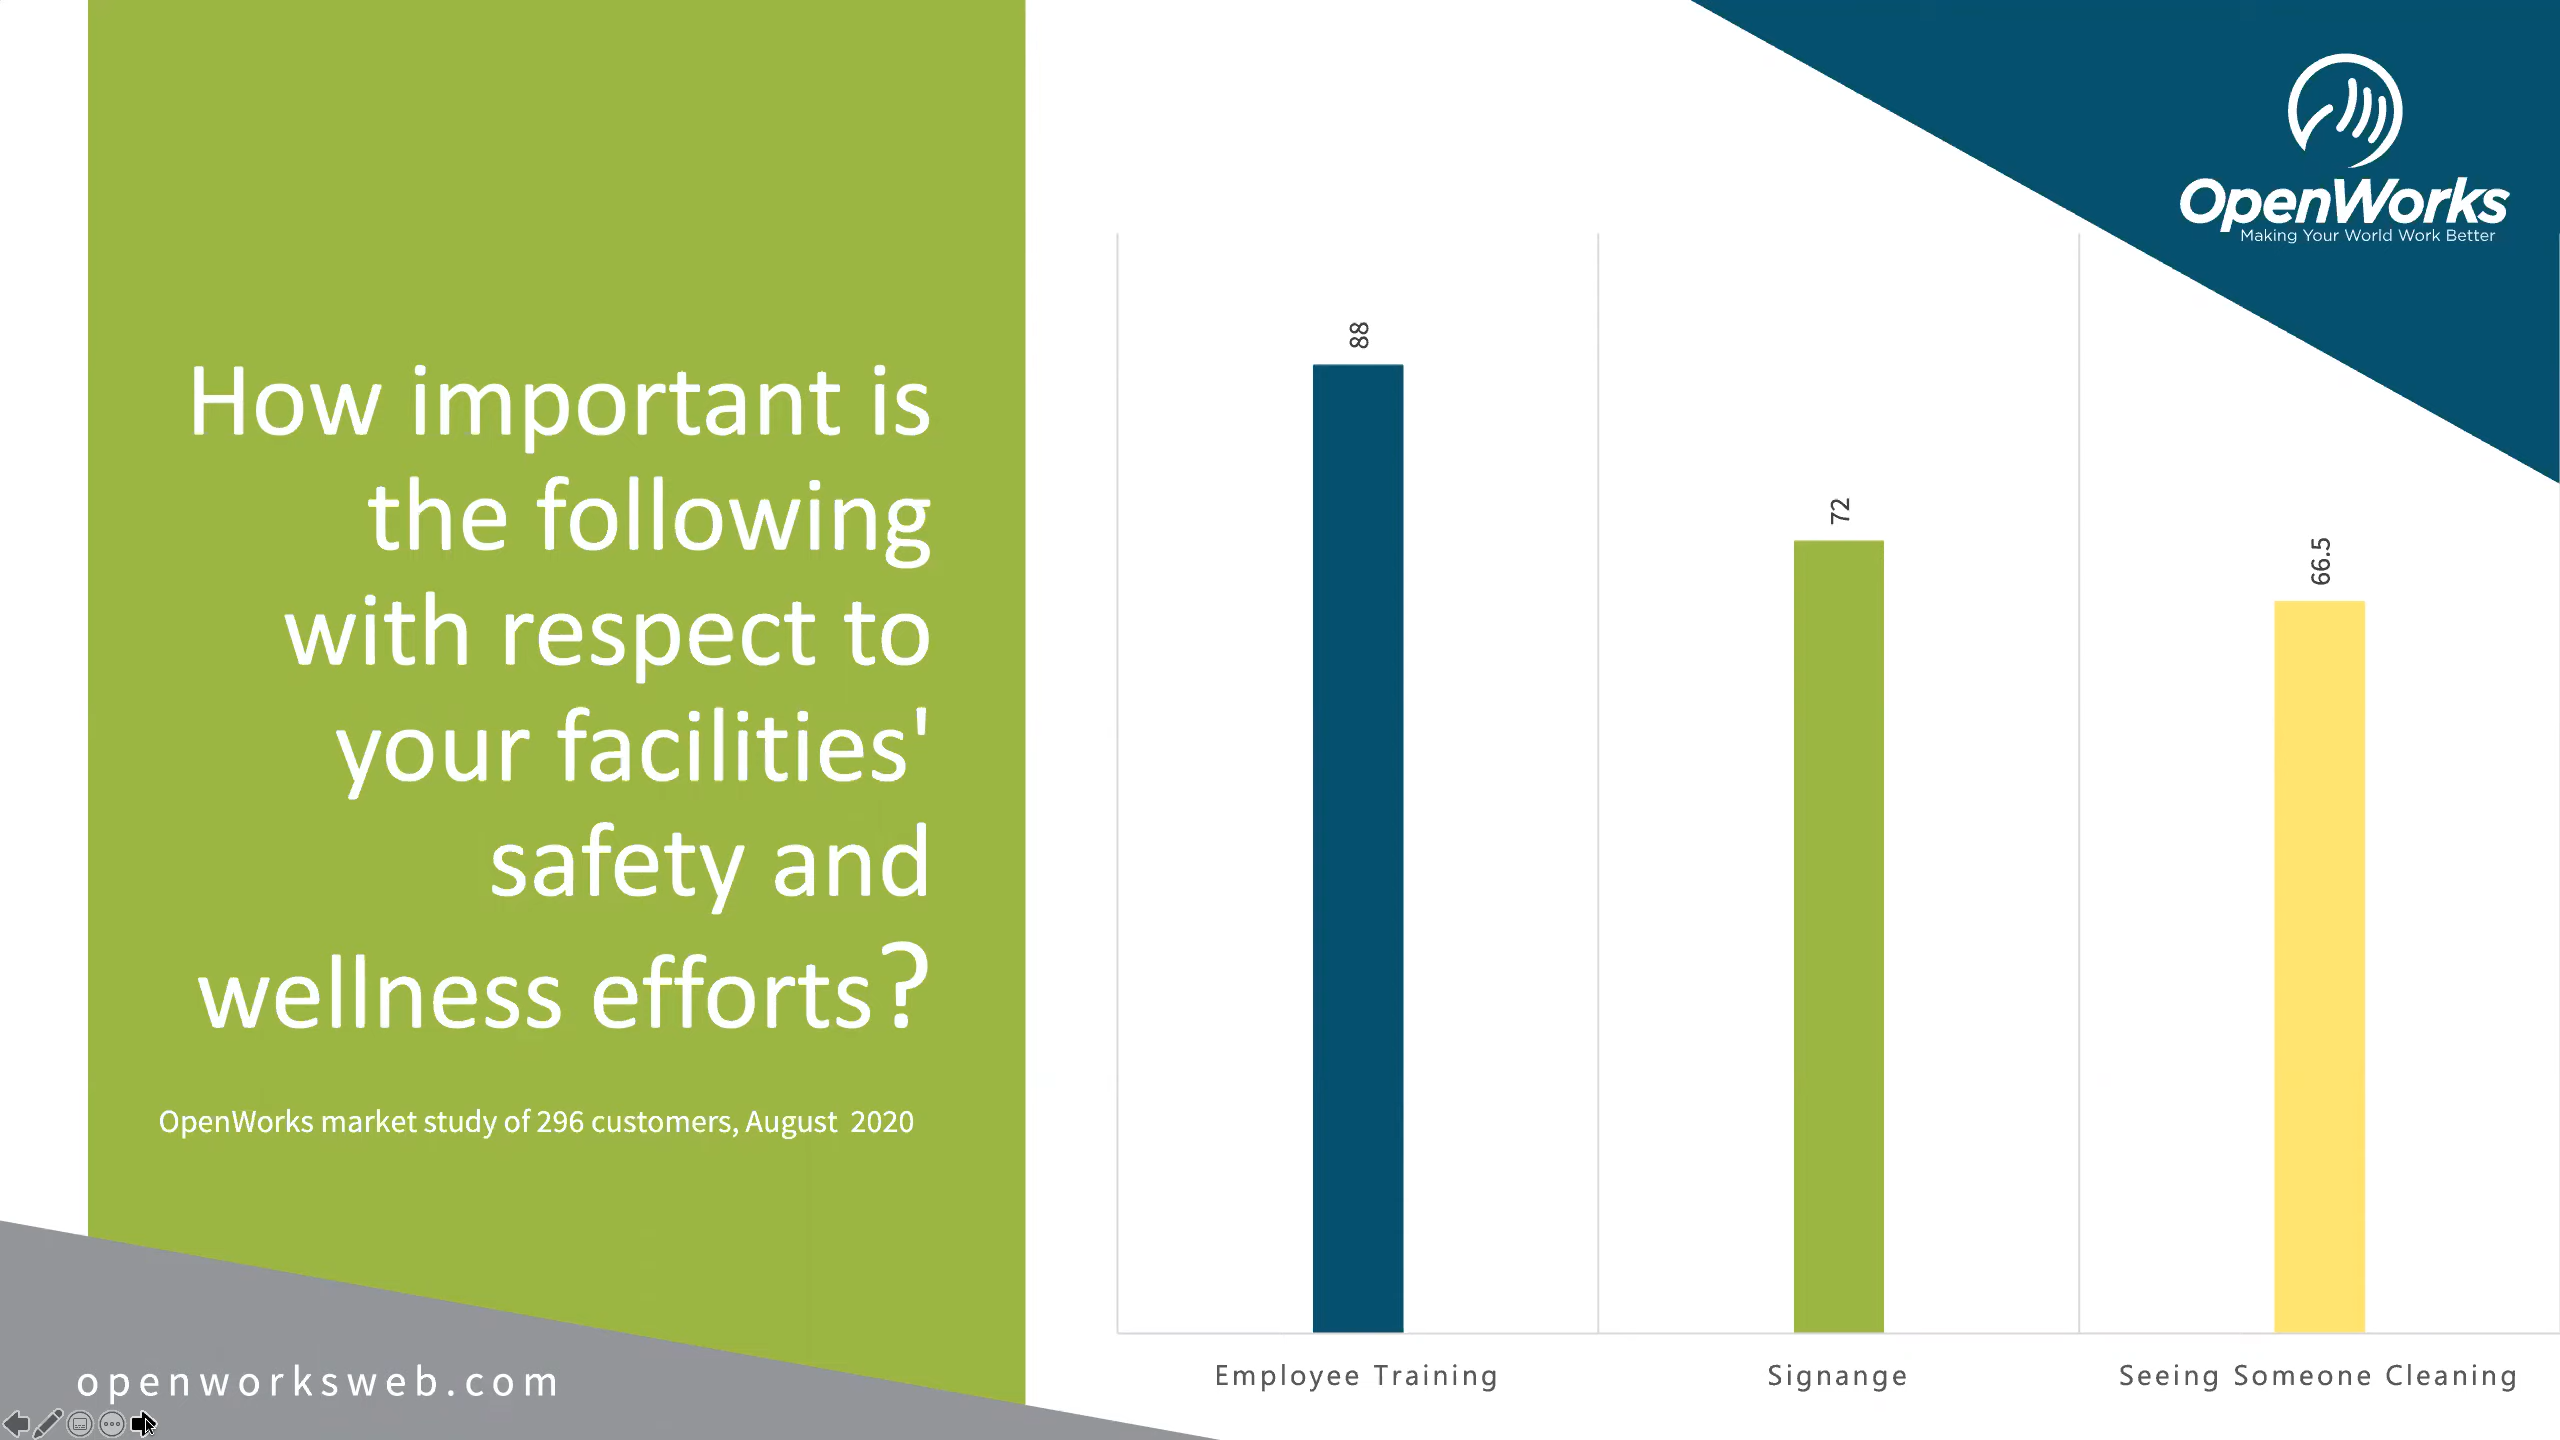 How important is
the following
with respect to
your facilities'
safety and
wellness efforts?
OpenWorks market study of 296 customers, August 2020
openworksweb.com
OpenWorks
Making Your World Work Better
88
72
66.5
Employee Training
Signange
Seeing Someone Cleaning